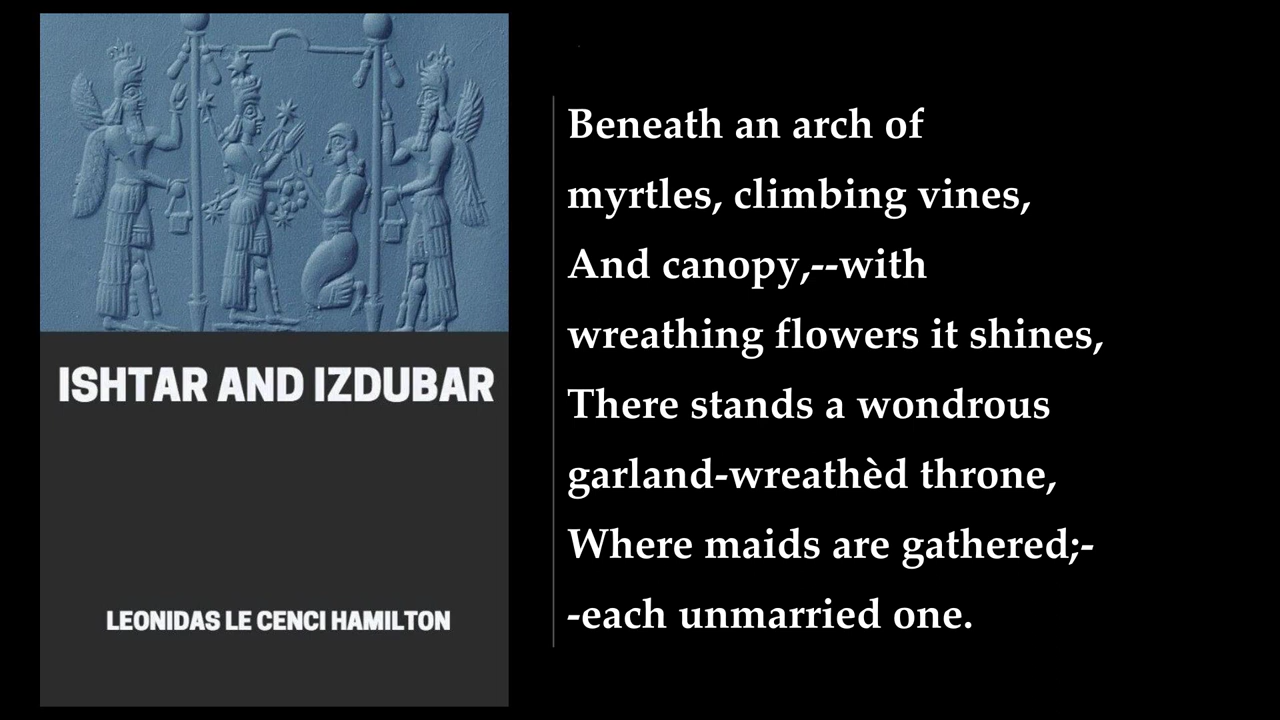 ISHTAR AND IZDUBAR
LEONIDAS LE CENCI HAMILTON
Beneath an arch of
myrtles, climbing vines,
And canopy,--with
wreathing flowers it shines,
There stands a wondrous
garland-wreathèd throne,
Where maids are gathered;-
-each unmarried one.